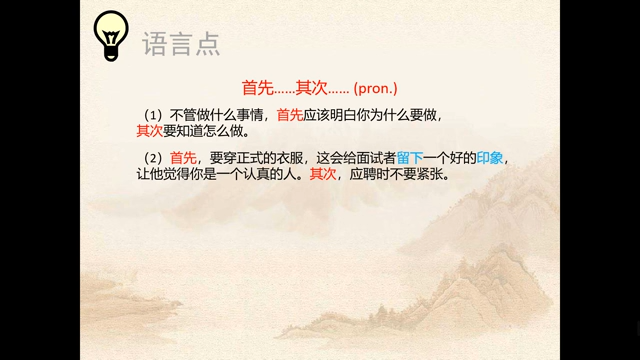 语言点
首先……其次…… (pron.)
（1）不管做什么事情，首先应该明白你为什么要做，
其次要知道怎么做。
（2）首先，要穿正式的衣服，这会给面试者留下一个好的印象，
让他觉得你是一个认真的人。其次，应聘时不要紧张。